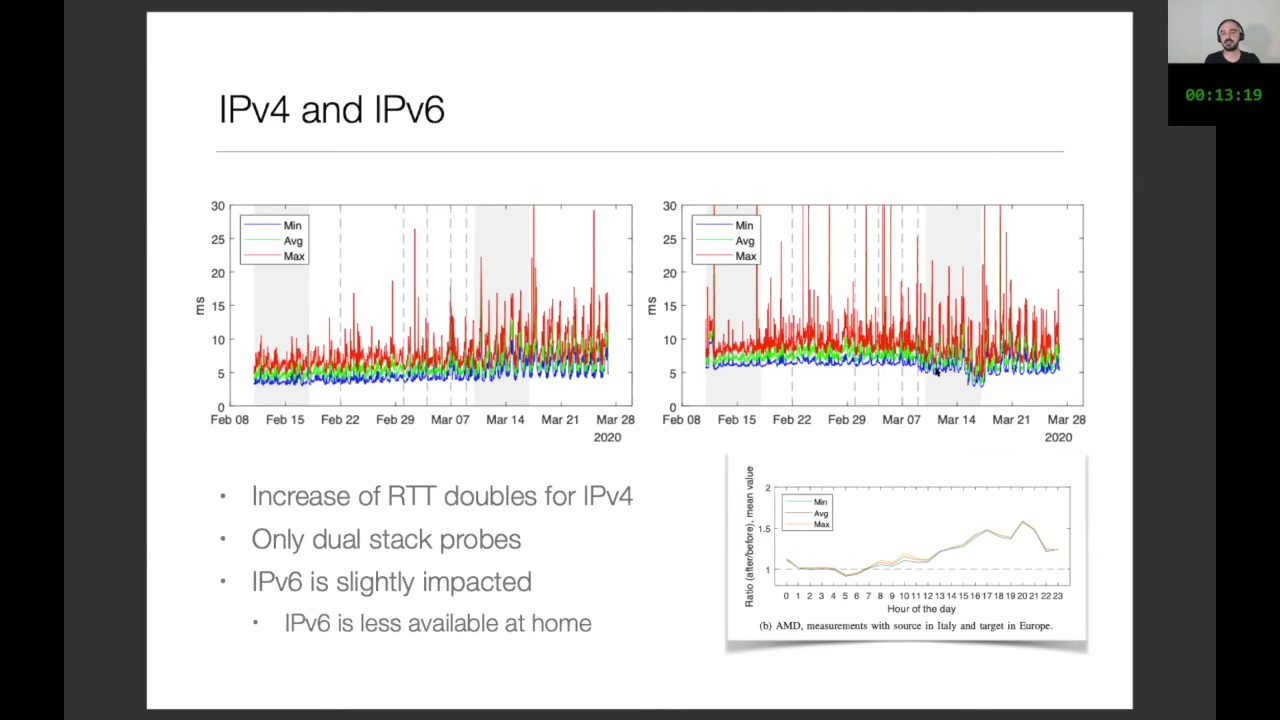 00:13:19
IPv4 and IPv6
30
25
20
15
10
5
0
ms
Min
Avg
Max
Feb 08 Feb 15 Feb 22 Feb 29 Mar 07 Mar 14 Mar 21 Mar 28
2020
30
25
20
15
10
5
0
ms
Min
Avg
Max
Feb 08 Feb 15 Feb 22 Feb 29 Mar 07 Mar 14 Mar 21 Mar 28
2020
• Increase of RTT doubles for IPv4
• Only dual stack probes
• IPv6 is slightly impacted
• IPv6 is less available at home
Ratio (after/before), mean value
2
1.5
1
Min
Avg
Max
0 1 2 3 4 5 6 7 8 9 10 11 12 13 14 15 16 17 18 19 20 21 22 23
Hour of the day
(b) AMD, measurements with source in Italy and target in Europe.